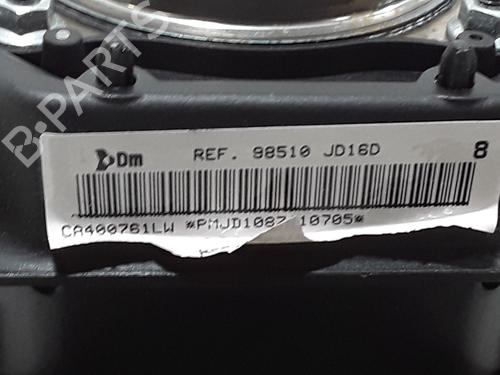 B-PARTS
Dm REF. 98510 JD16D 8
CA400761LW *PMJD1087 10705*